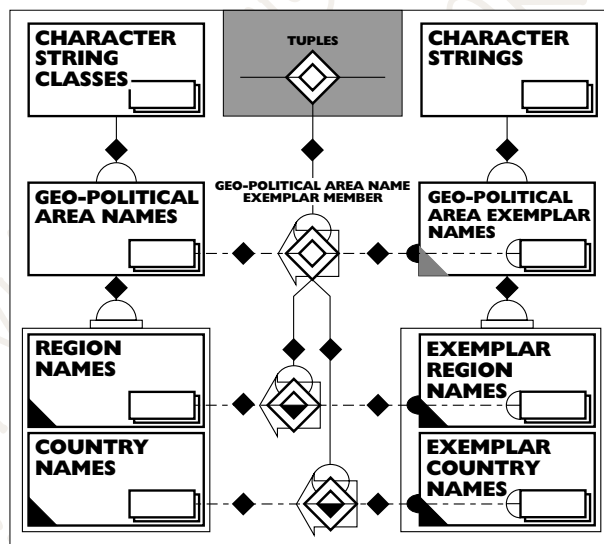 CHARACTER
STRING
CLASSES
TUPLES
CHARACTER
STRINGS
GEO-POLITICAL
AREA NAMES
GEO-POLITICAL AREA NAME
EXEMPLAR MEMBER
GEO-POLITICAL
AREA EXEMPLAR
NAMES
REGION
NAMES
EXEMPLAR
REGION
NAMES
COUNTRY
NAMES
EXEMPLAR
COUNTRY
NAMES